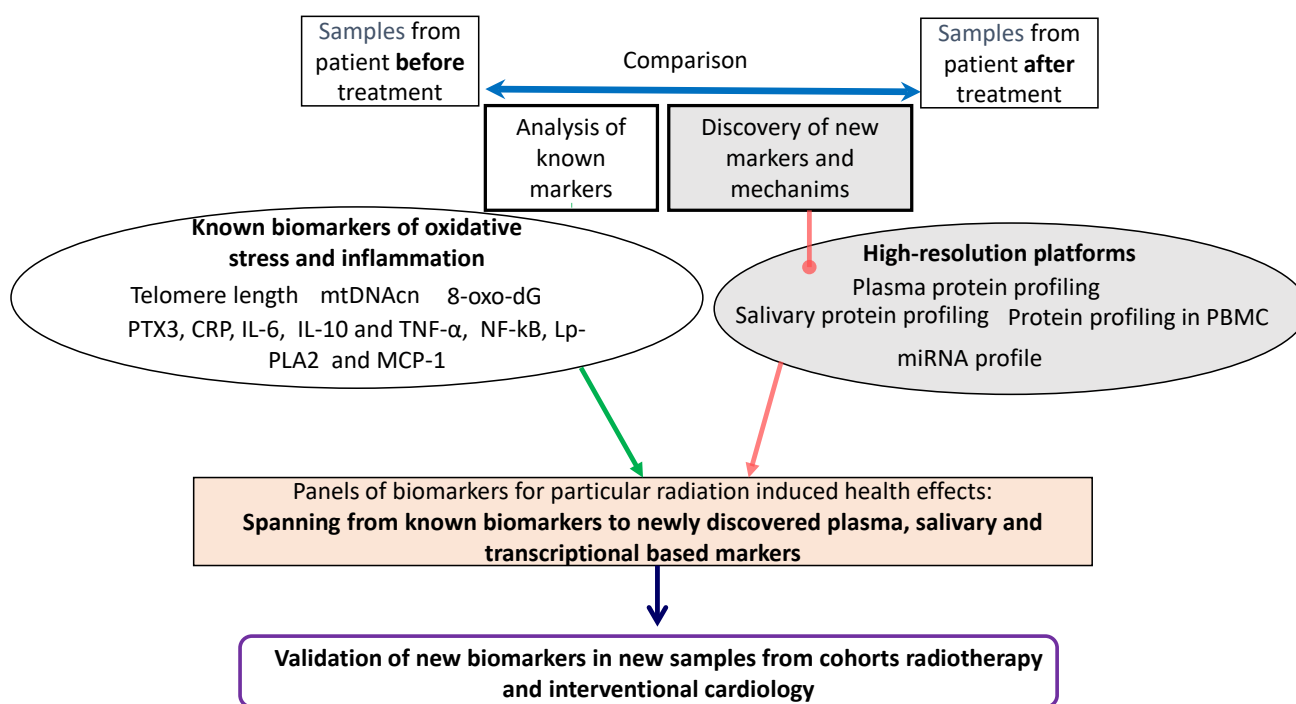 Samples from
patient before
treatment
Comparison
Samples from
patient after
treatment
Analysis of
known
markers
Discovery of new
markers and
mechanims
Known biomarkers of oxidative
stress and inflammation
Telomere length mtDNAcn 8-oxo-dG
PTX3, CRP, IL-6, IL-10 and TNF-α, NF-kB, Lp-
PLA2 and MCP-1
High-resolution platforms
Plasma protein profiling
Salivary protein profiling Protein profiling in PBMC
miRNA profile
Panels of biomarkers for particular radiation induced health effects:
Spanning from known biomarkers to newly discovered plasma, salivary and
transcriptional based markers
Validation of new biomarkers in new samples from cohorts radiotherapy
and interventional cardiology